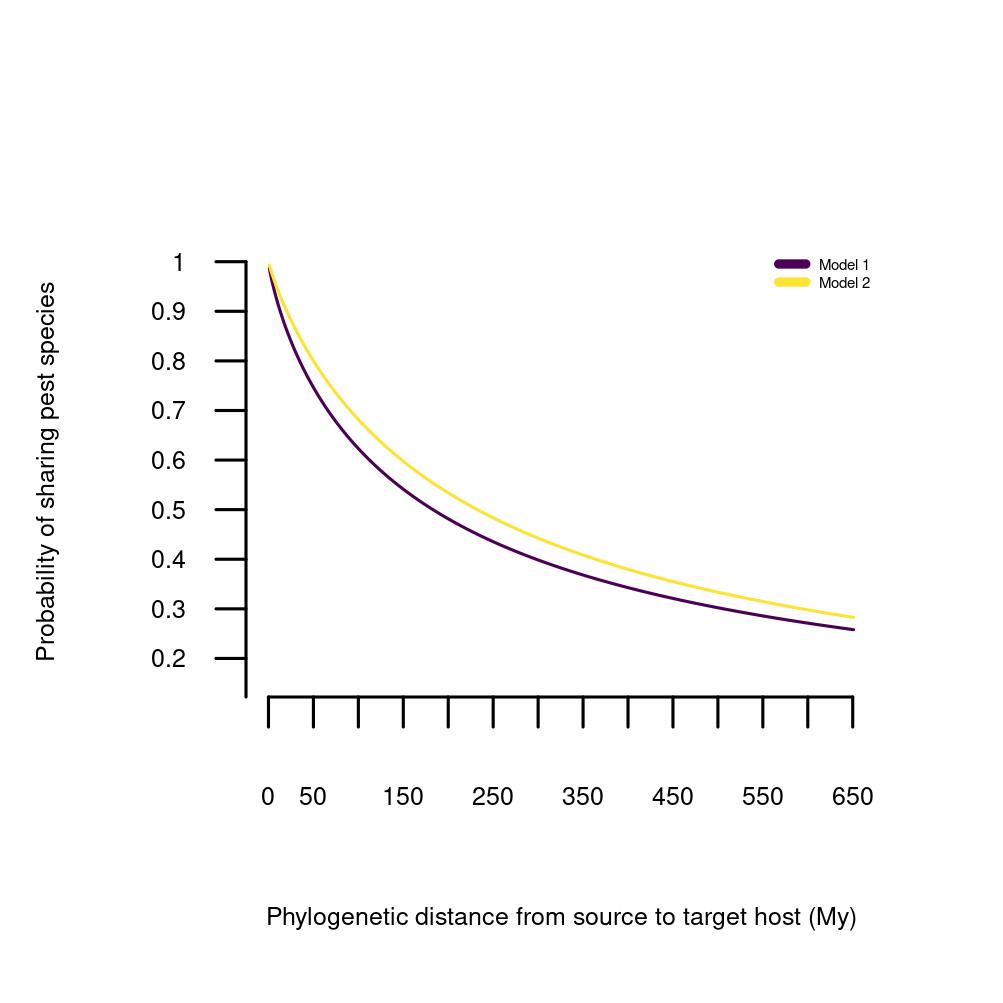 Model 1
Model 2
Probability of sharing pest species
1
0.9
0.8
0.7
0.6
0.5
0.4
0.3
0.2
0 50 150 250 350 450 550 650
Phylogenetic distance from source to target host (My)